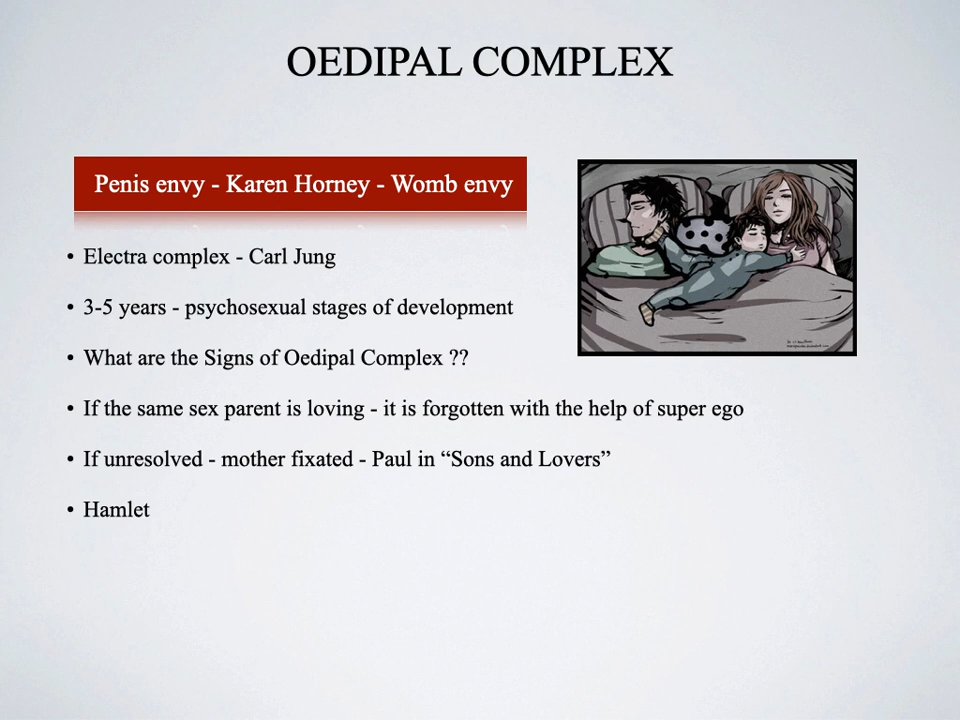 OEDIPAL COMPLEX
Penis envy - Karen Horney - Womb envy
• Electra complex - Carl Jung
• 3-5 years - psychosexual stages of development
• What are the Signs of Oedipal Complex ??
• If the same sex parent is loving - it is forgotten with the help of super ego
• If unresolved - mother fixated - Paul in “Sons and Lovers”
• Hamlet